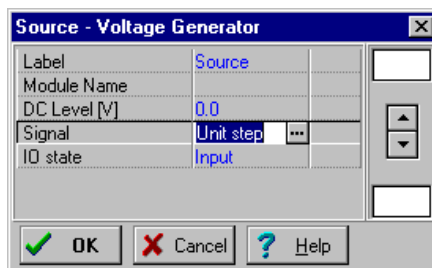 Source - Voltage Generator
Label Source
Module Name
DC Level [V] 0.0
Signal Unit step ...
IO state Input
OK Cancel ? Help